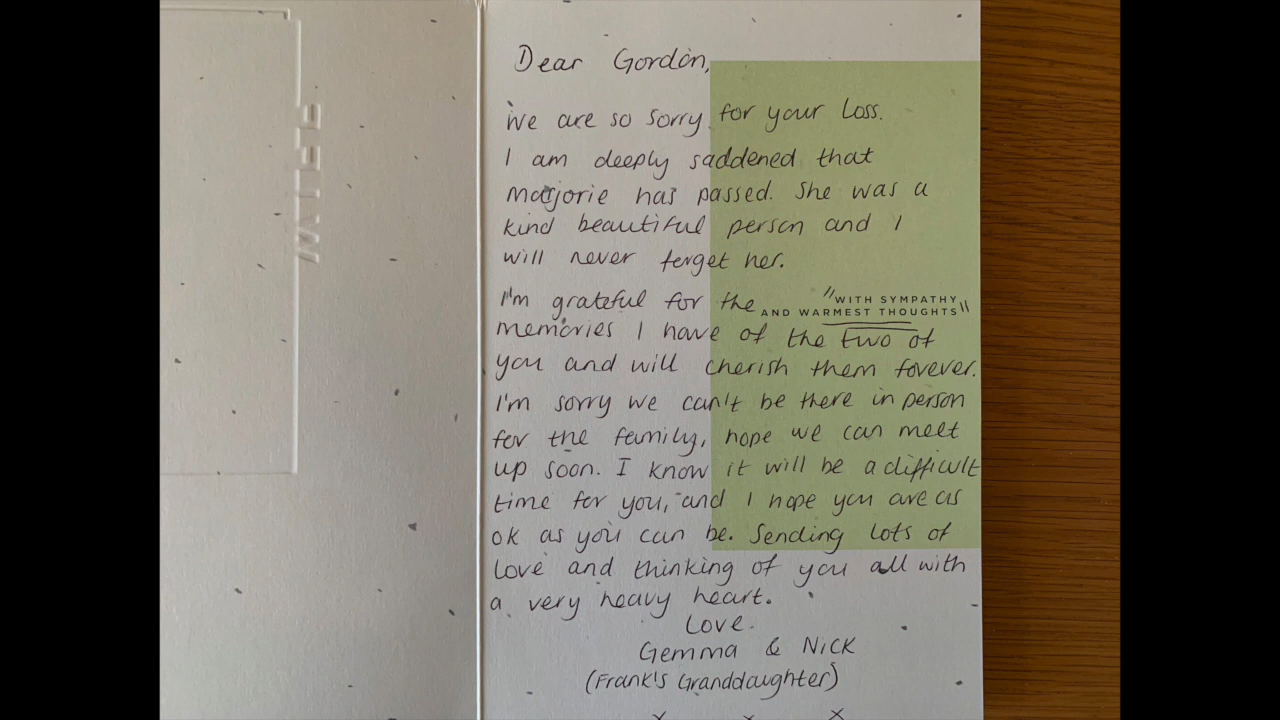 Dear Gordon,
We are so sorry for your loss.
I am deeply saddened that
Marjorie has passed. She was a
kind beautiful person and I
will never forget her.
I'm grateful for the
"WITH SYMPATHY
AND WARMEST THOUGHTS"
memories I have of the two of
you and will cherish them forever.
I'm sorry we can't be there in person
for the family, hope we can meet
up soon. I know it will be a difficult
time for you, and I hope you are as
ok as you can be. Sending lots of
love and thinking of you all with
a very heavy heart.
Love.
Gemma & Nick
(Frank's Granddaughter)
x x x